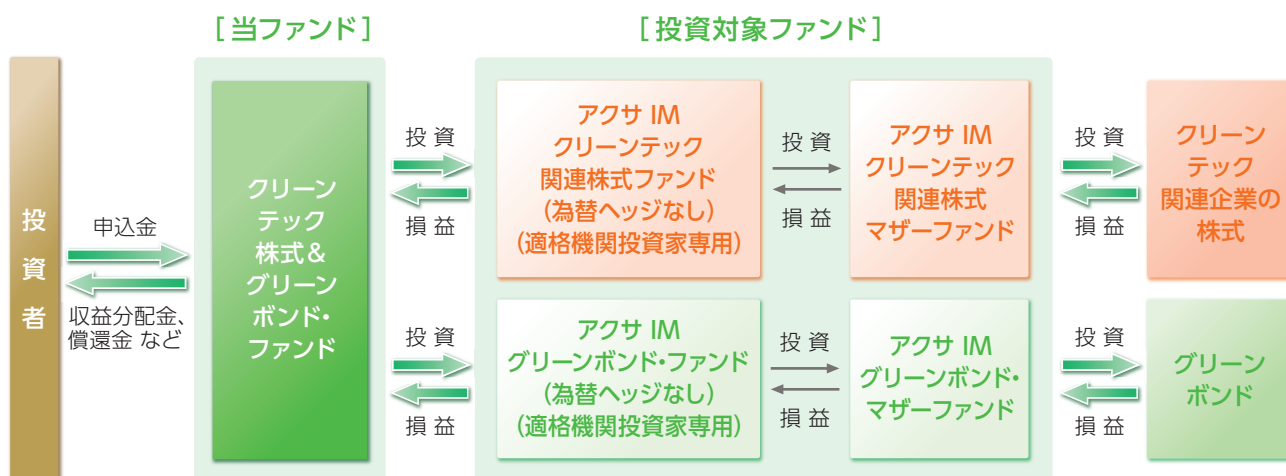 [当ファンド]
[投資対象ファンド]
投資者
申込金
収益分配金、
償還金 など
クリーン
テック
株式＆
グリーン
ボンド・
ファンド
投 資
損 益
アクサ IM
クリーンテック
関連株式ファンド
(為替ヘッジなし)
(適格機関投資家専用)
投 資
損 益
アクサ IM
クリーンテック
関連株式
マザーファンド
投 資
損 益
クリーン
テック
関連企業の
株式
投 資
損 益
アクサ IM
グリーンボンド・ファンド
(為替ヘッジなし)
(適格機関投資家専用)
投 資
損 益
アクサ IM
グリーンボンド・
マザーファンド
投 資
損 益
グリーン
ボンド